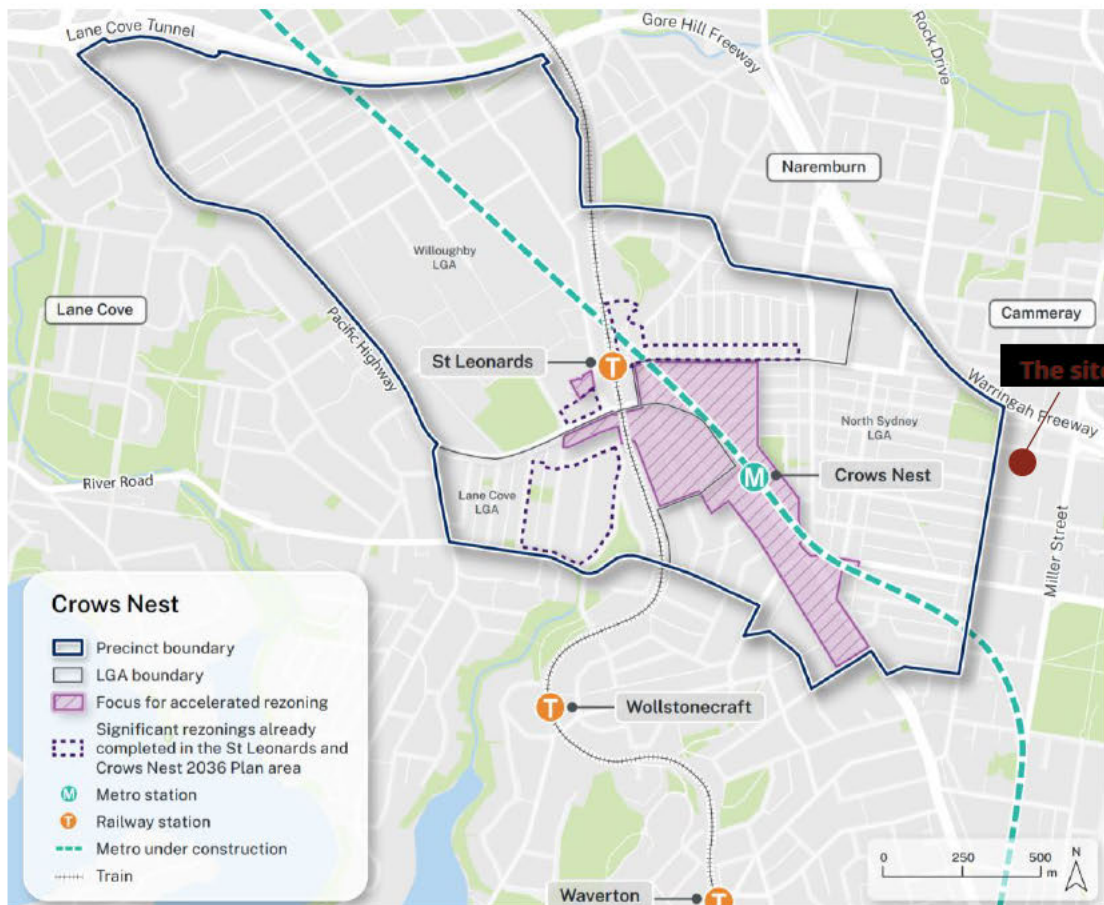 Lane Cove Tunnel
Gore Hill Freeway
Rock Drive
Naremburn
Willoughby
LGA
Lane Cove
Pacific Highway
Cammeray
St Leonards
T
The site
Warringah Freeway
North Sydney
LGA
M
Crows Nest
River Road
Lane Cove
LGA
Miller Street
Crows Nest
Precinct boundary
LGA boundary
Focus for accelerated rezoning
Significant rezonings already
completed in the St Leonards and
Crows Nest 2036 Plan area
M Metro station
T Railway station
Metro under construction
Train
T
Wollstonecraft
Waverton
T
0 250 500
m
N